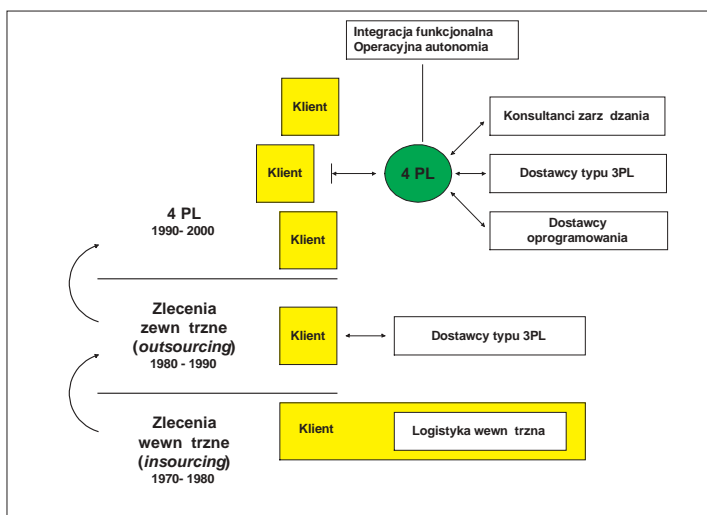 Integracja funkcjonalna
Operacyjna autonomia
Klient
Konsultanci zarz dzania
Klient
4 PL
Dostawcy typu 3PL
4 PL
1990- 2000
Klient
Dostawcy
oprogramowania
Zlecenia
zewn trzne
(outsourcing)
1980 - 1990
Klient
Dostawcy typu 3PL
Zlecenia
wewn trzne
(insourcing)
1970- 1980
Klient
Logistyka wewn trzna